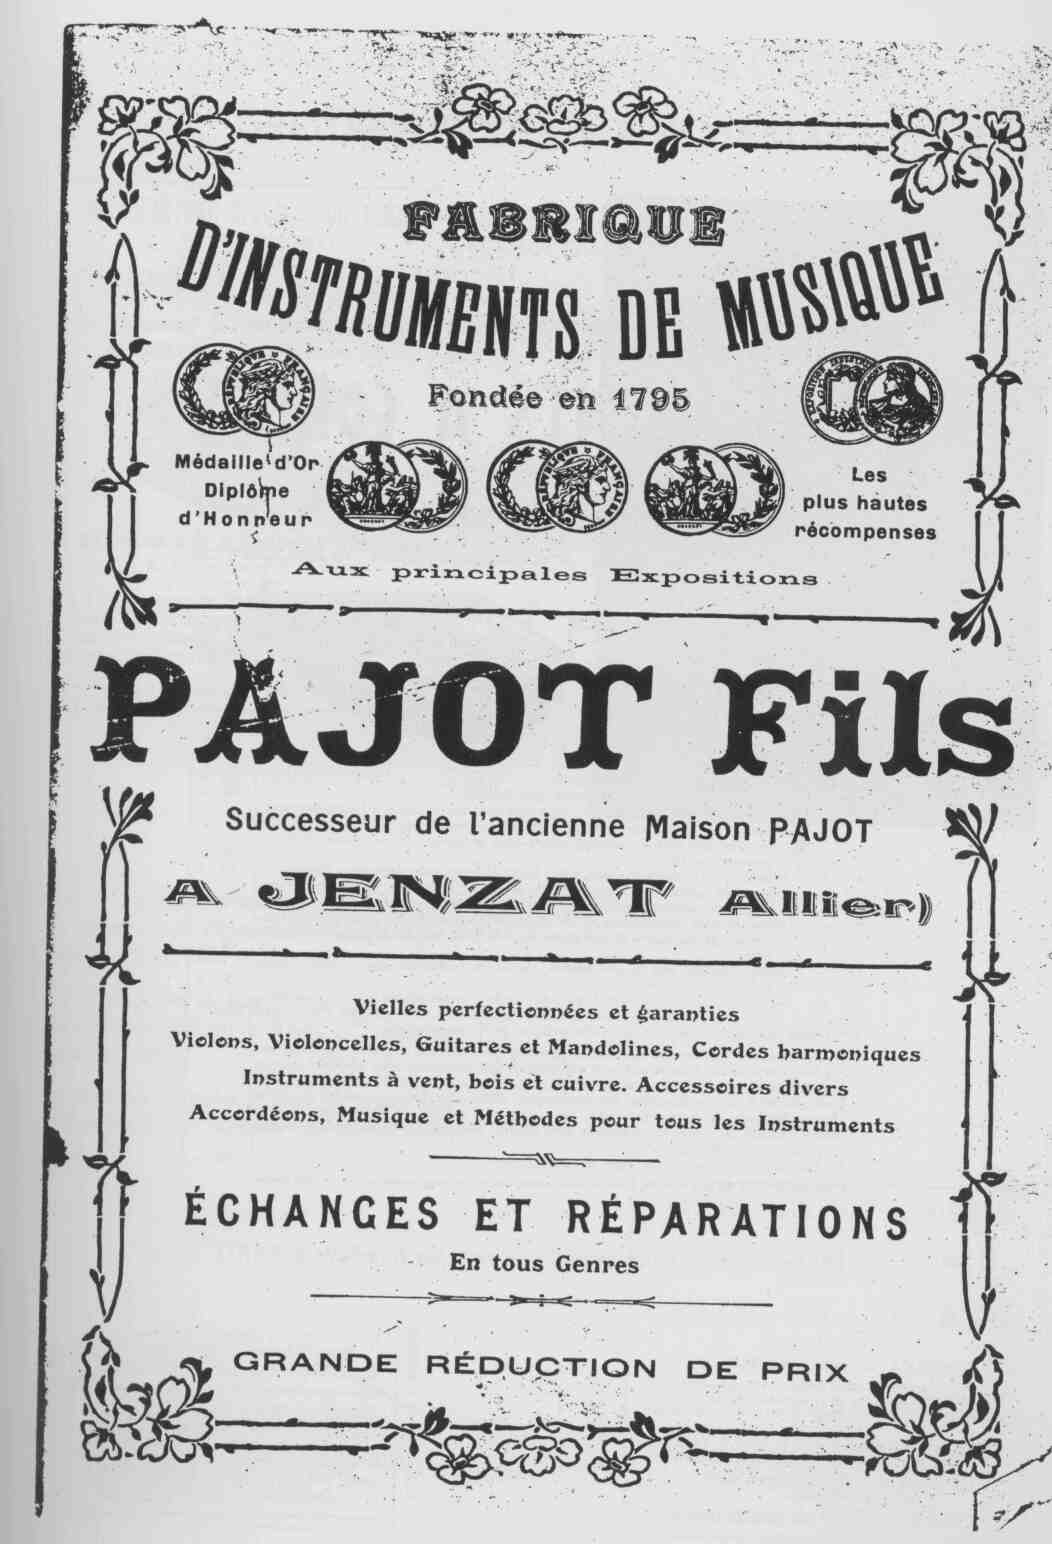 FABRIQUE
D'INSTRUMENTS DE MUSIQUE
Fondée en 1795
Médaille d'Or
Diplôme
d'Honneur
Les
plus hautes
récompenses
Aux principales Expositions
PAJOT Fils
Successeur de l'ancienne Maison PAJOT
A JENZAT Allier)
Vielles perfectionnées et garanties
Violons, Violoncelles, Guitares et Mandolines, Cordes harmoniques
Instruments à vent, bois et cuivre. Accessoires divers
Accordéons, Musique et Méthodes pour tous les Instruments
ÉCHANGES ET RÉPARATIONS
En tous Genres
GRANDE RÉDUCTION DE PRIX